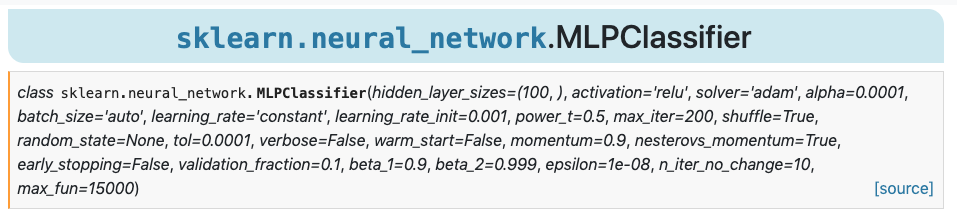 sklearn.neural_network.MLPClassifier
class sklearn.neural_network.MLPClassifier(hidden_layer_sizes=(100, ), activation='relu', solver='adam', alpha=0.0001,
batch_size='auto', learning_rate='constant', learning_rate_init=0.001, power_t=0.5, max_iter=200, shuffle=True,
random_state=None, tol=0.0001, verbose=False, warm_start=False, momentum=0.9, nesterovs_momentum=True,
early_stopping=False, validation_fraction=0.1, beta_1=0.9, beta_2=0.999, epsilon=1e-08, n_iter_no_change=10,
max_fun=15000) [source]